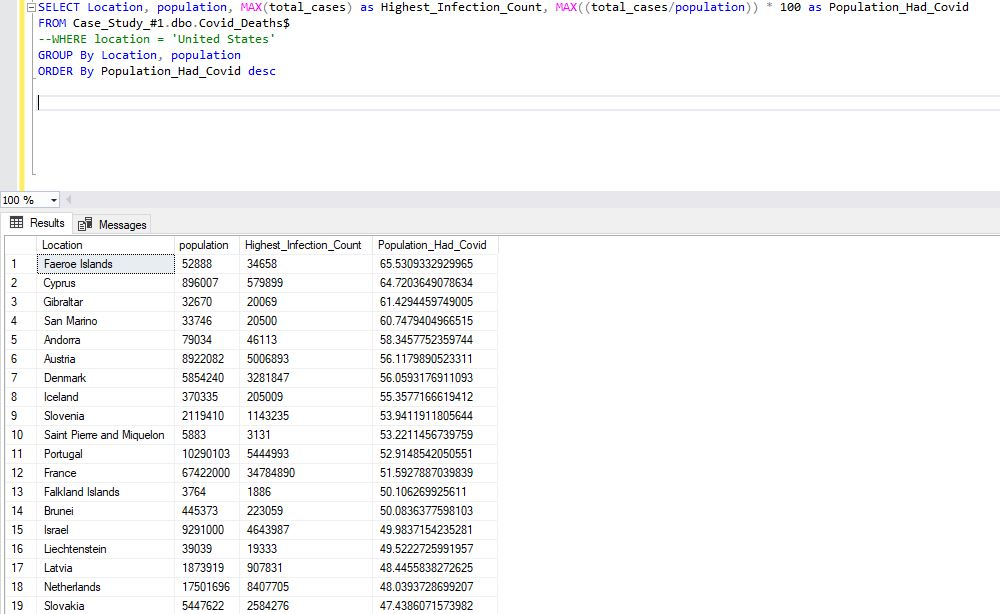 SELECT Location, population, MAX(total_cases) as Highest_Infection_Count, MAX((total_cases/population)) * 100 as Population_Had_Covid
FROM Case_Study_#1.dbo.Covid_Deaths$
--WHERE location = 'United States'
GROUP By Location, population
ORDER By Population_Had_Covid desc
100 %
Results Messages
Location population Highest_Infection_Count Population_Had_Covid
1 Faeroe Islands 52888 34658 65.5309332929965
2 Cyprus 896007 579899 64.7203649078634
3 Gibraltar 32670 20069 61.4294459749005
4 San Marino 33746 20500 60.7479404966515
5 Andorra 79034 46113 58.3457752359744
6 Austria 8922082 5006893 56.1179890523311
7 Denmark 5854240 3281847 56.0593176911093
8 Iceland 370335 205009 55.3577166619412
9 Slovenia 2119410 1143235 53.9411911805644
10 Saint Pierre and Miquelon 5883 3131 53.2211456739759
11 Portugal 10290103 5444993 52.9148542050551
12 France 67422000 34784890 51.5927887039839
13 Falkland Islands 3764 1886 50.106269925611
14 Brunei 445373 223059 50.0836377598103
15 Israel 9291000 4643987 49.9837154235281
16 Liechtenstein 39039 19333 49.5222725991957
17 Latvia 1873919 907831 48.4455838272625
18 Netherlands 17501696 8407705 48.0393728699207
19 Slovakia 5447622 2584276 47.4386071573982